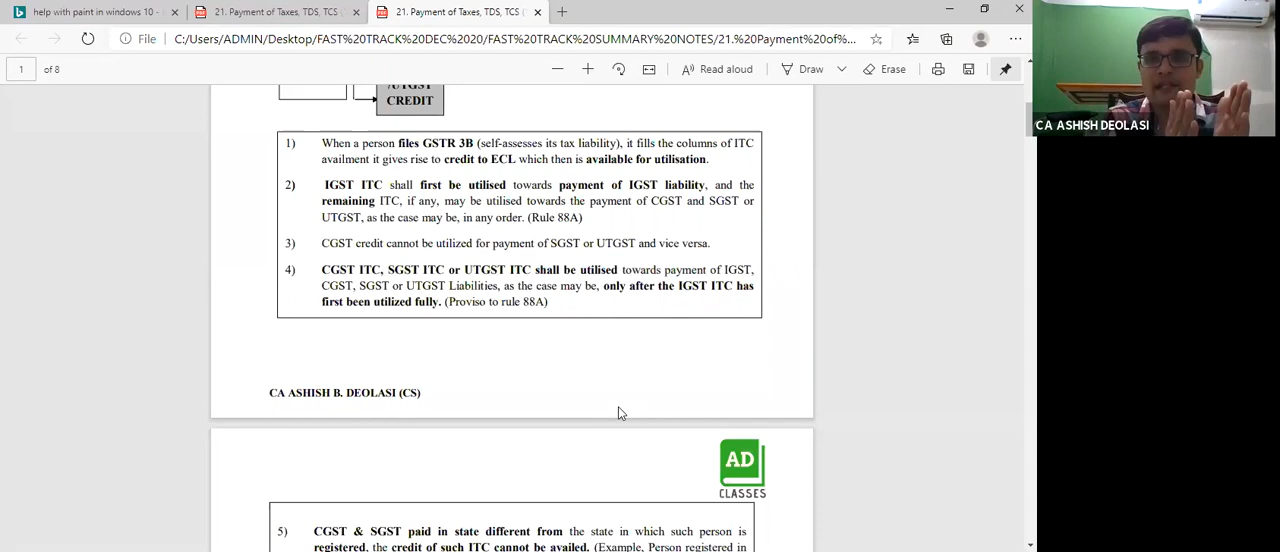 help with paint in windows 10 -
21. Payment of Taxes, TDS, TCS (
21. Payment of Taxes, TDS, TCS (
File
C:/Users/ADMIN/Desktop/FAST%20TRACK%20DEC%2020/FAST%20TRACK%20SUMMARY%20NOTES/21.%20Payment%20of%...
1 of 8
Read aloud
Draw
Erase
/UTGST
CREDIT
1) When a person files GSTR 3B (self-assesses its tax liability), it fills the columns of ITC
availment it gives rise to credit to ECL which then is available for utilisation.
2) IGST ITC shall first be utilised towards payment of IGST liability, and the
remaining ITC, if any, may be utilised towards the payment of CGST and SGST or
UTGST, as the case may be, in any order. (Rule 88A)
3) CGST credit cannot be utilized for payment of SGST or UTGST and vice versa.
4) CGST ITC, SGST ITC or UTGST ITC shall be utilised towards payment of IGST,
CGST, SGST or UTGST Liabilities, as the case may be, only after the IGST ITC has
first been utilized fully. (Proviso to rule 88A)
CA ASHISH B. DEOLASI (CS)
AD
CLASSES
5) CGST & SGST paid in state different from the state in which such person is
registered, the credit of such ITC cannot be availed. (Example, Person registered in
CA ASHISH DEOLASI